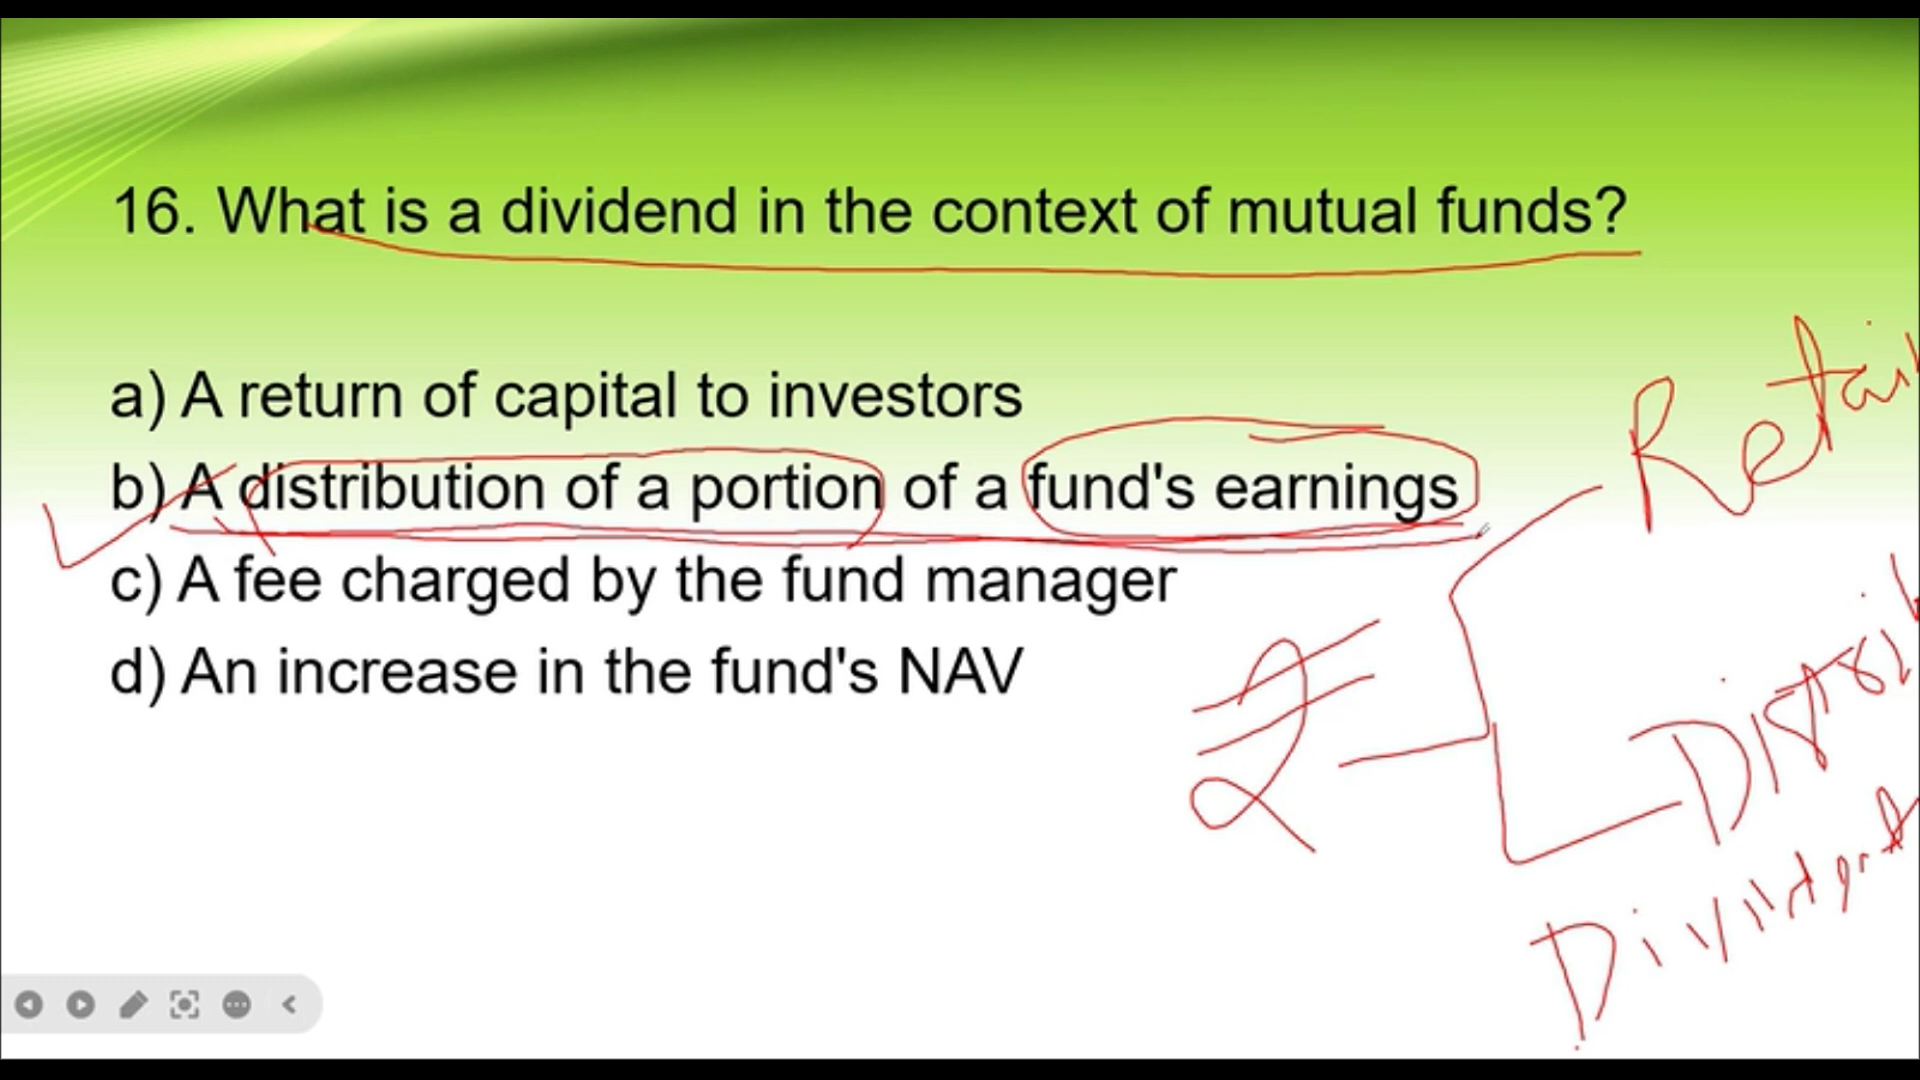 16. What is a dividend in the context of mutual funds?
a) A return of capital to investors
b) A distribution of a portion of a fund's earnings
c) A fee charged by the fund manager
d) An increase in the fund's NAV
Retai
₹